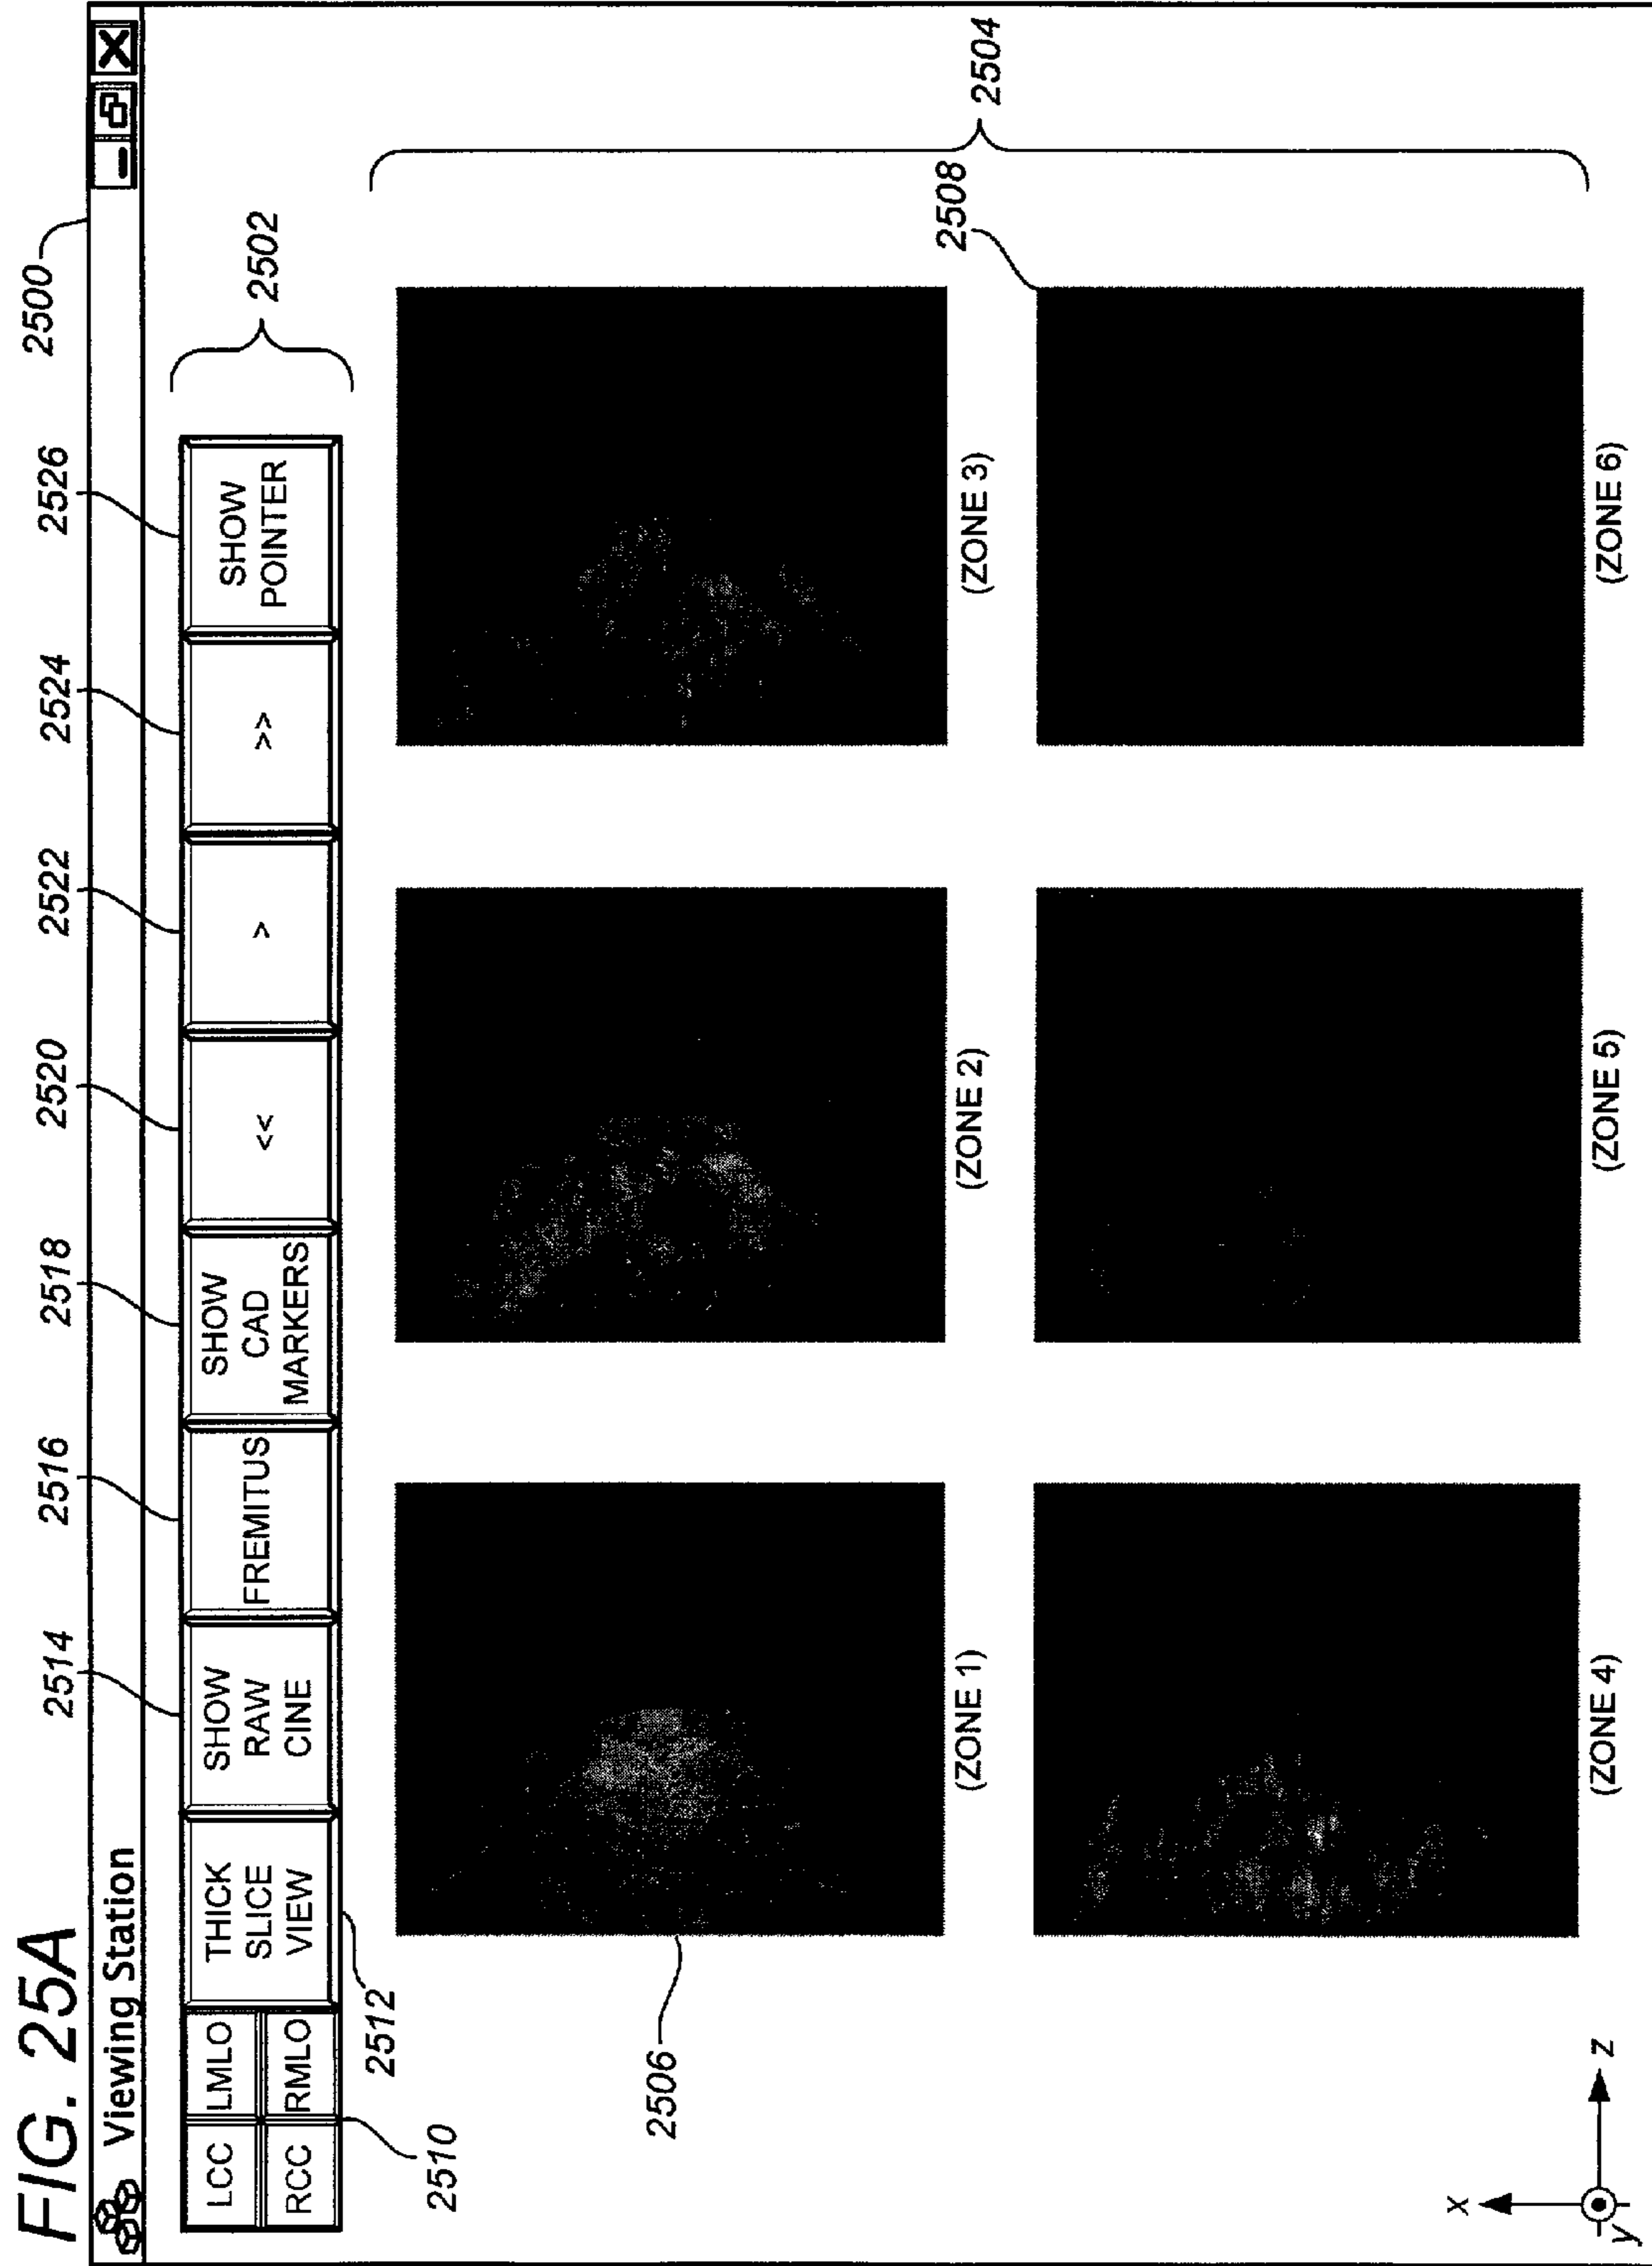 FIG. 25A
2500
Viewing Station
2514 2516 2518 2520 2522 2524 2526
LCC LMLO
RCC RMLO
THICK
SLICE
VIEW
SHOW
RAW
CINE
FREMITUS
SHOW
CAD
MARKERS
<<
>
>>
SHOW
POINTER
2502
2510
2512
2506
2508
2504
(ZONE 1)
(ZONE 2)
(ZONE 3)
(ZONE 4)
(ZONE 5)
(ZONE 6)
x
y
z